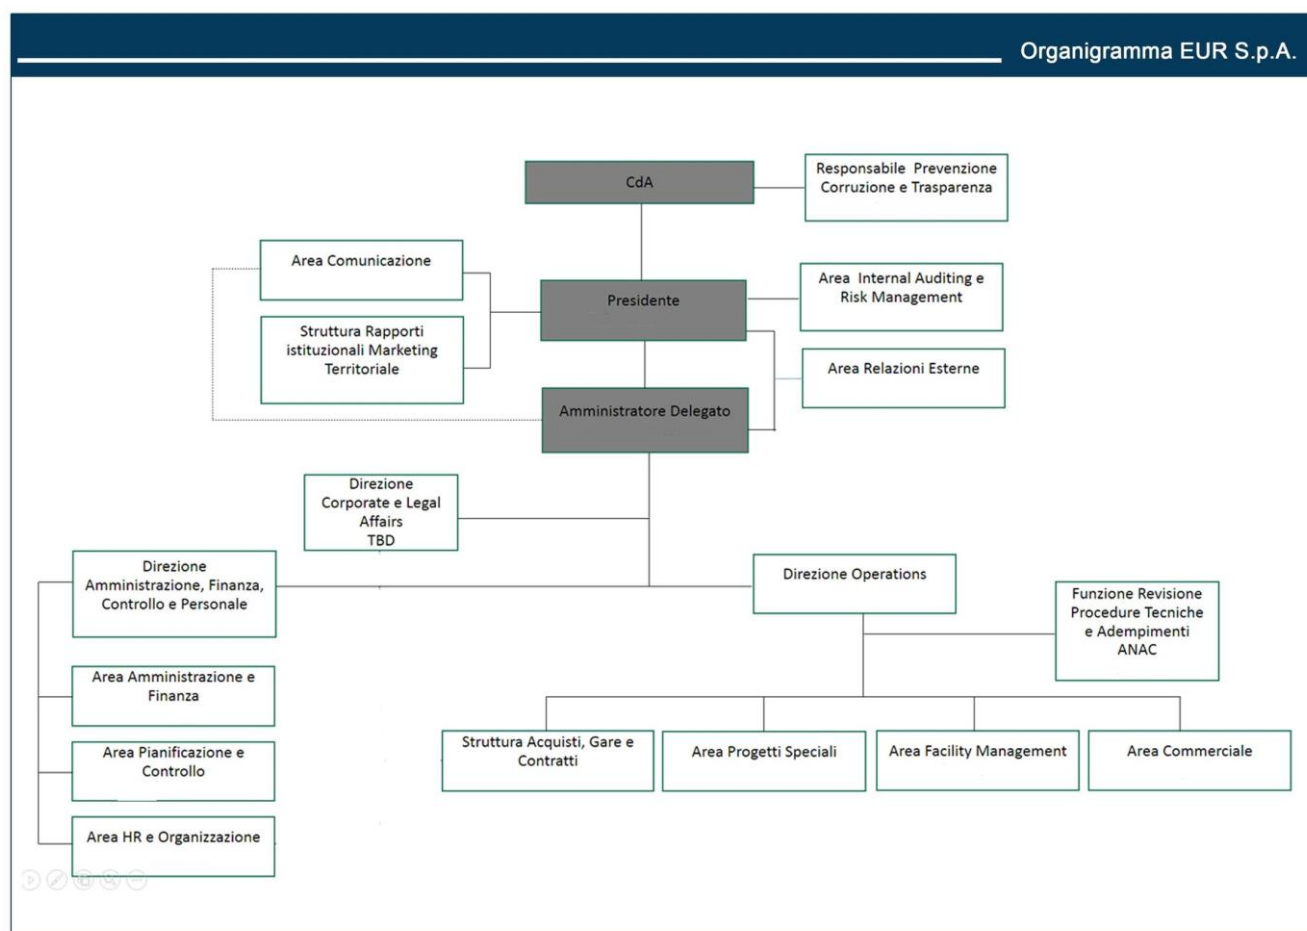 Organigramma EUR S.p.A.
CdA
Responsabile Prevenzione
Corruzione e Trasparenza
Area Comunicazione
Presidente
Area Internal Auditing e
Risk Management
Struttura Rapporti
istituzionali Marketing
Territoriale
Area Relazioni Esterne
Amministratore Delegato
Direzione
Corporate e Legal
Affairs
TBD
Direzione
Amministrazione, Finanza,
Controllo e Personale
Direzione Operations
Funzione Revisione
Procedure Tecniche
e Adempimenti
ANAC
Area Amministrazione e
Finanza
Area Pianificazione e
Controllo
Area HR e Organizzazione
Struttura Acquisti, Gare e
Contratti
Area Progetti Speciali
Area Facility Management
Area Commerciale